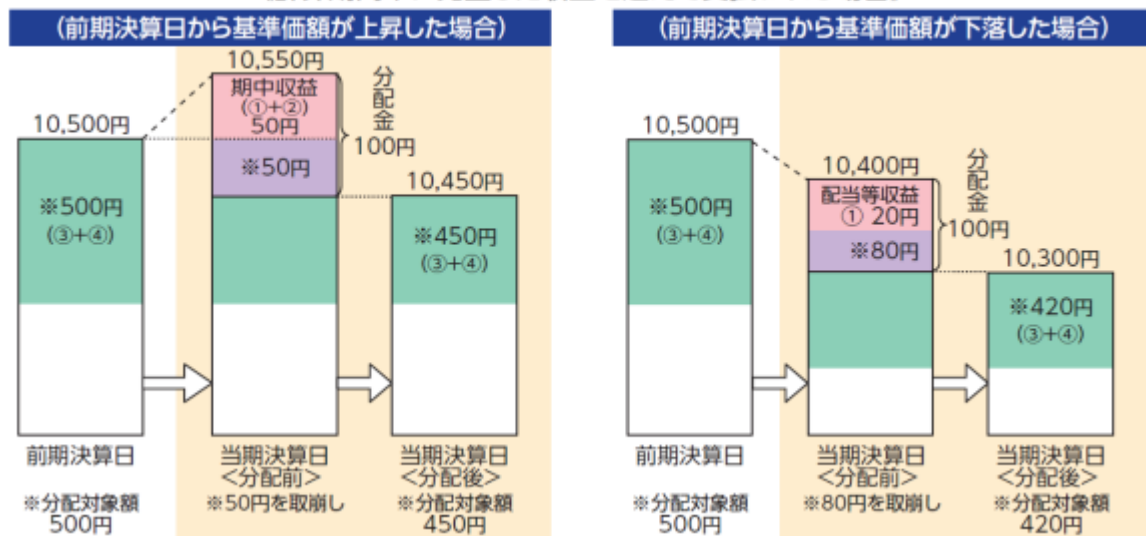 (前期決算日から基準価額が上昇した場合)
10,550円
期中収益
(①+②)
50円
分配金
100円
10,500円
※50円
10,450円
※500円
(③+④)
※450円
(③+④)
前期決算日
当期決算日
<分配前>
当期決算日
<分配後>
※分配対象額
500円
※50円を取崩し
※分配対象額
450円
(前期決算日から基準価額が下落した場合)
10,500円
10,400円
配当等収益
① 20円
分配金
100円
※80円
10,300円
※500円
(③+④)
※420円
(③+④)
前期決算日
当期決算日
<分配前>
当期決算日
<分配後>
※分配対象額
500円
※80円を取崩し
※分配対象額
420円